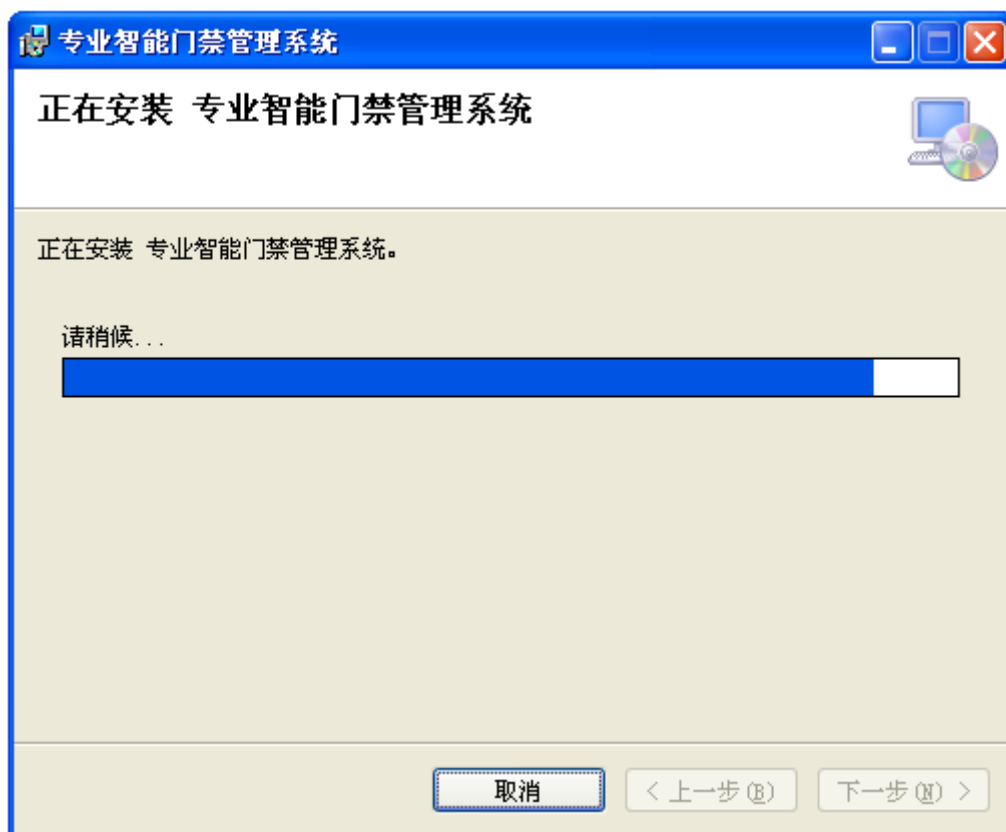 专业智能门禁管理系统
正在安装 专业智能门禁管理系统
正在安装 专业智能门禁管理系统。
请稍候...
取消
< 上一步(B)
下一步(N) >